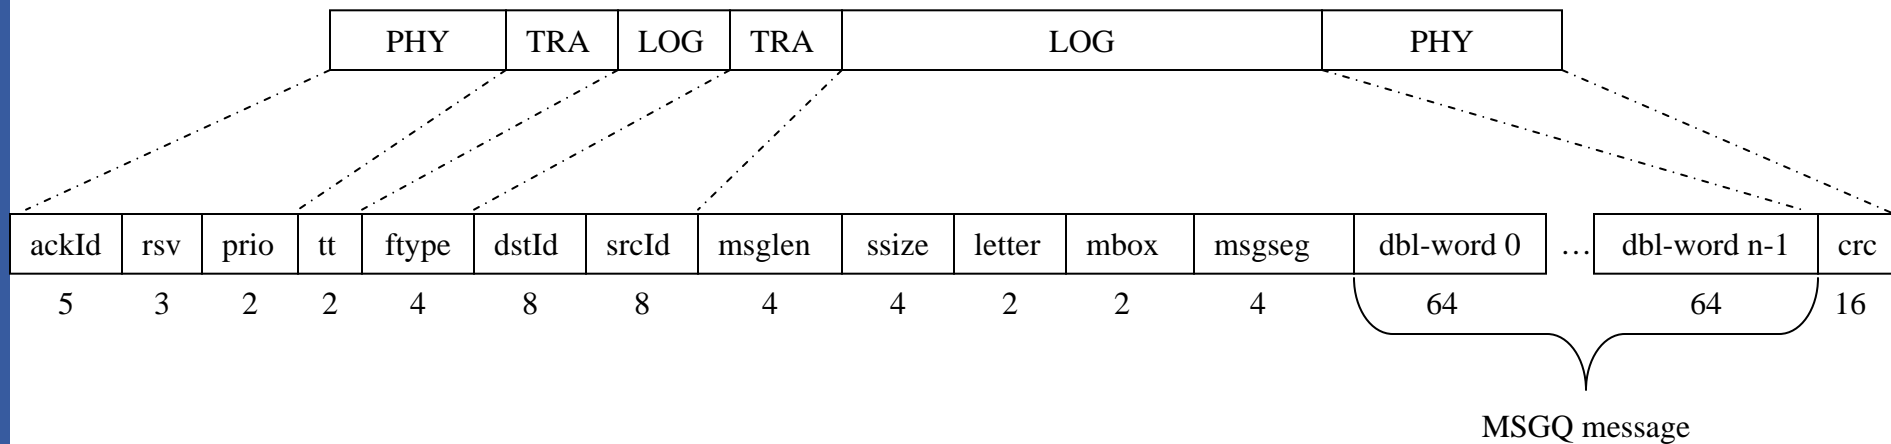 PHY TRA LOG TRA LOG PHY
ackId rsv prio tt ftype dstId srcId msglen ssize letter mbox msgseg dbl-word 0 ... dbl-word n-1 crc
5 3 2 2 4 8 8 4 4 2 2 4 64 64 16
MSGQ message